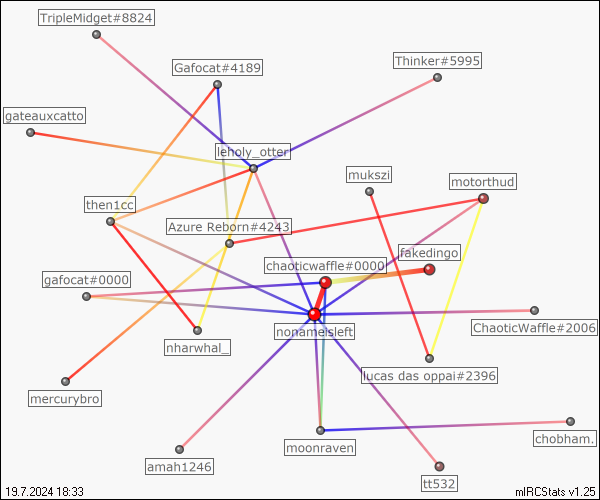 TripleMidget#8824
Gafocat#4189
Thinker#5995
gateauxcatto
leholy_otter
mukszi
motorthud
then1cc
Azure Reborn#4243
fakedingo
chaoticwaffle#0000
gafocat#0000
nonameisleft
ChaoticWaffle#2006
nharwhal_
lucas das oppai#2396
mercurybro
chobham.
moonraven
amah1246
tt532
19.7.2024 18:33
mIRCStats v1.25